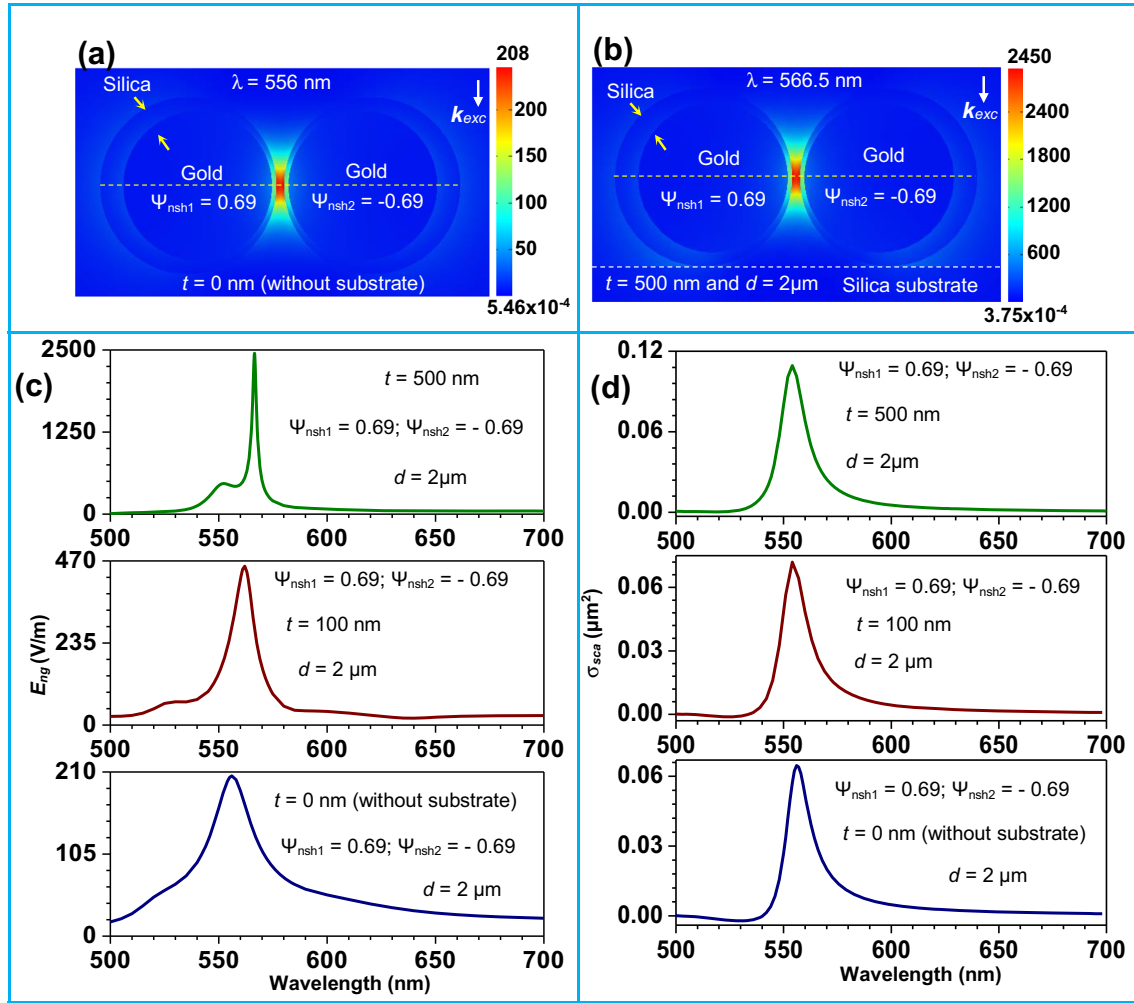 (a)
Silica
λ = 556 nm
k_exc
Gold
Gold
Ψnsh1 = 0.69
Ψnsh2 = -0.69
t = 0 nm (without substrate)
208
200
150
100
50
5.46x10⁻⁴
(b)
Silica
λ = 566.5 nm
k_exc
Gold
Gold
Ψnsh1 = 0.69
Ψnsh2 = -0.69
t = 500 nm and d = 2µm
Silica substrate
2450
2400
1800
1200
600
3.75x10⁻⁴
(c)
2500
1250
0
t = 500 nm
Ψnsh1 = 0.69; Ψnsh2 = - 0.69
d = 2µm
500 550 600 650 700
470
235
0
Ψnsh1 = 0.69; Ψnsh2 = - 0.69
t = 100 nm
d = 2 µm
E_ng (V/m)
500 550 600 650 700
210
105
0
t = 0 nm (without substrate)
Ψnsh1 = 0.69; Ψnsh2 = - 0.69
d = 2 µm
500 550 600 650 700
Wavelength (nm)
(d)
0.12
0.06
0.00
Ψnsh1 = 0.69; Ψnsh2 = - 0.69
t = 500 nm
d = 2µm
500 550 600 650 700
0.06
0.03
0.00
Ψnsh1 = 0.69; Ψnsh2 = - 0.69
t = 100 nm
d = 2 µm
σ_sca (µm²)
500 550 600 650 700
0.06
0.03
0.00
Ψnsh1 = 0.69; Ψnsh2 = - 0.69
t = 0 nm (without substrate)
d = 2 µm
500 550 600 650 700
Wavelength (nm)